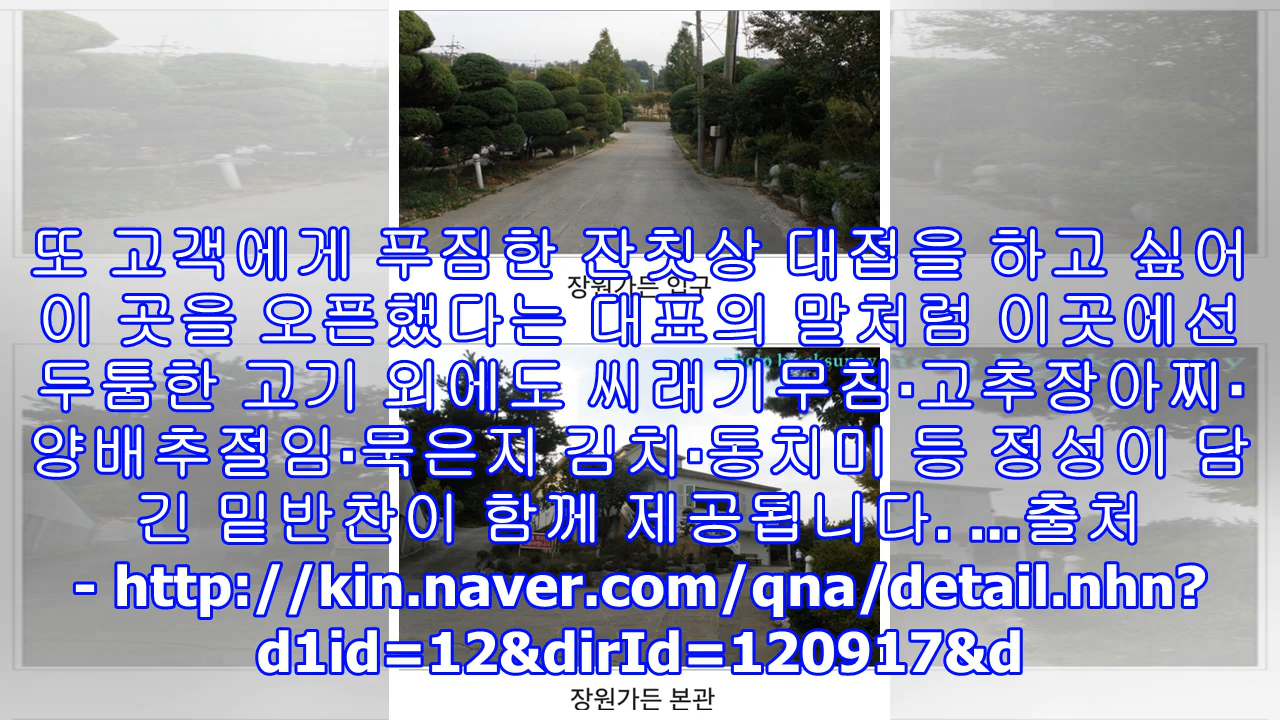 또 고객에게 푸짐한 잔칫상 대접을 하고 싶어
장원가든 입구
이 곳을 오픈했다는 대표의 말처럼 이곳에선
photo by
두툼한 고기 외에도 씨래기무침·고추장아찌·
양배추절임·묵은지 김치·동치미 등 정성이 담
긴 밑반찬이 함께 제공됩니다. ...출처
- http://kin.naver.com/qna/detail.nhn?
d1id=12&dirId=120917&d
장원가든 본관